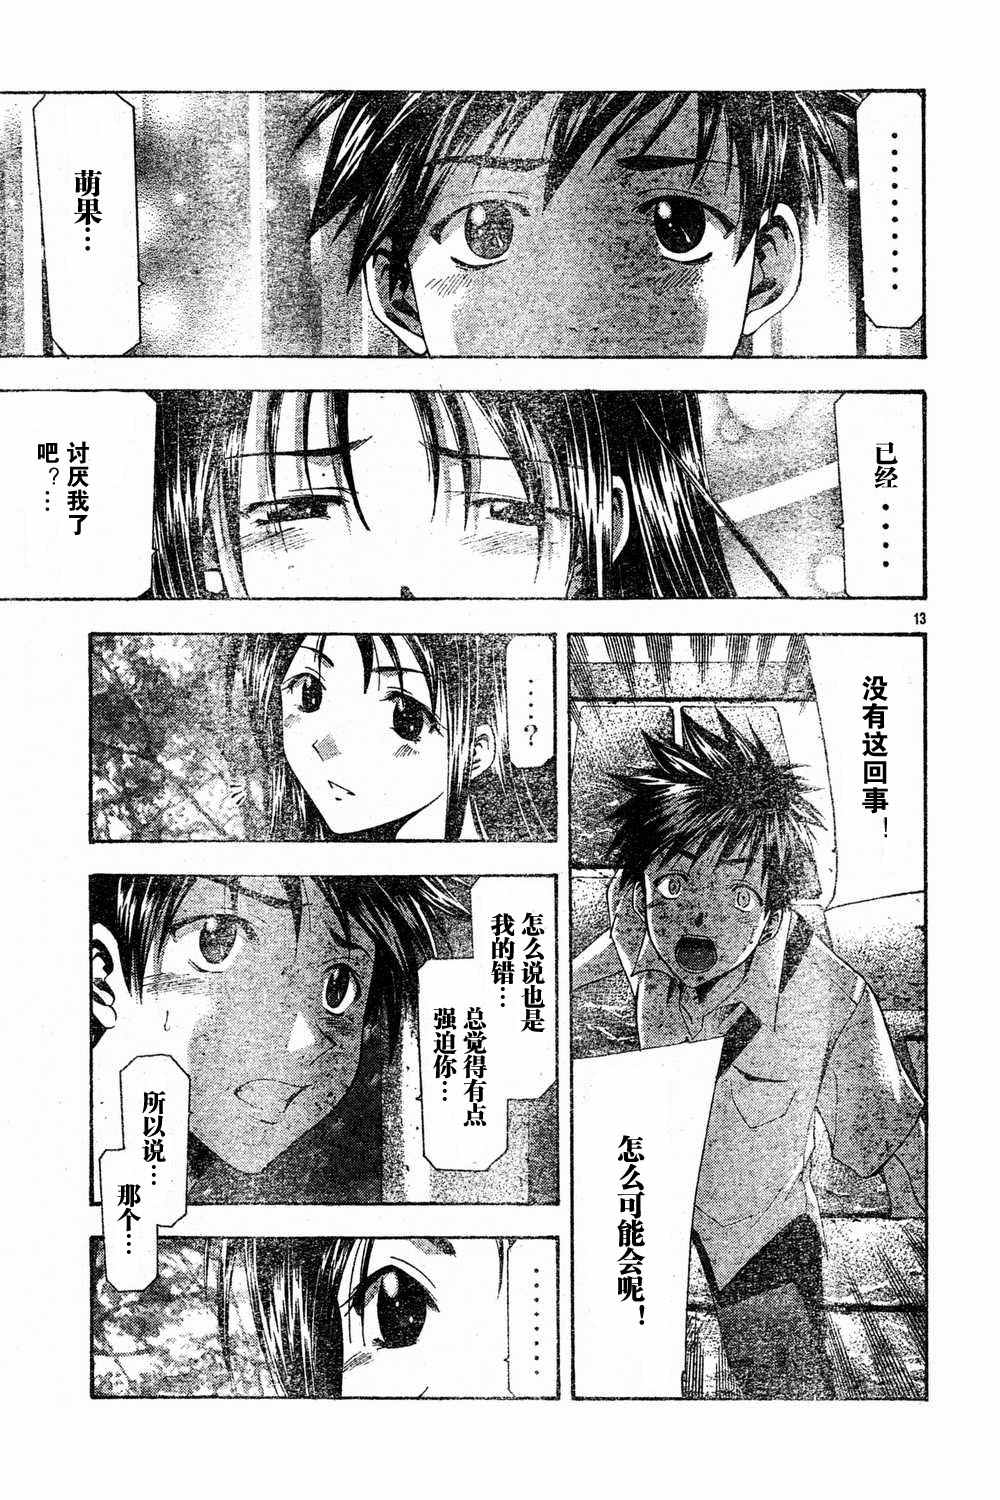 ………
萌果…
已经····
讨厌我了
吧？…
13
没有这回事！
怎么可能会呢！
····？
怎么说也是
我的错…
总觉得有点
强迫你…
所以说…
那个…
·······